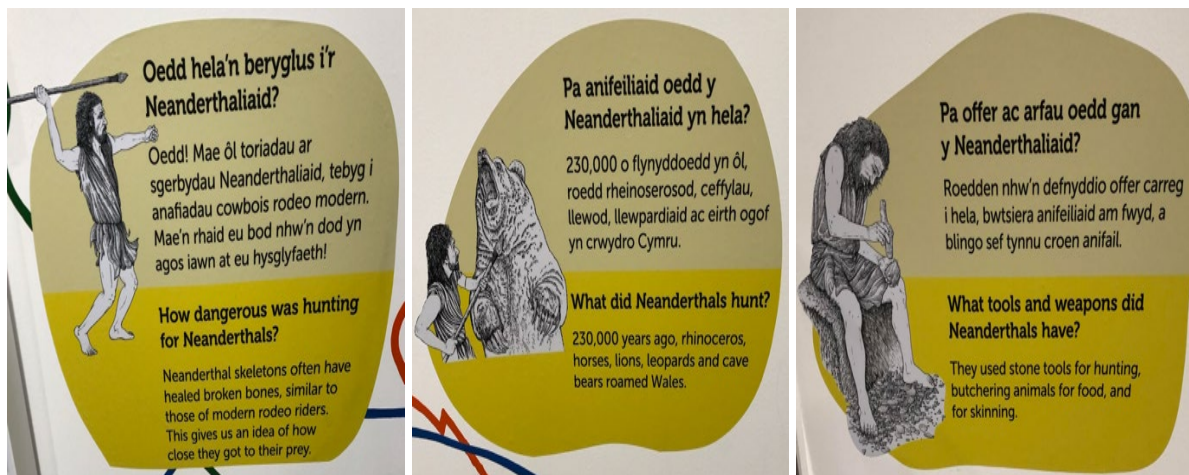 Oedd hela'n beryglus i'r
Neanderthaliaid?
Oedd! Mae ôl toriadau ar
sgerbydau Neanderthaliaid, tebyg i
anafiadau cowbois rodeo modern.
Mae'n rhaid eu bod nhw'n dod yn
agos iawn at eu hysglyfaeth!
How dangerous was hunting
for Neanderthals?
Neanderthal skeletons often have
healed broken bones, similar to
those of modern rodeo riders.
This gives us an idea of how
close they got to their prey.
Pa anifeiliaid oedd y
Neanderthaliaid yn hela?
230,000 o flynyddoedd yn ôl,
roedd rheinoserosod, ceffylau,
llewod, llewpardiaid ac eirth ogof
yn crwydro Cymru.
What did Neanderthals hunt?
230,000 years ago, rhinoceros,
horses, lions, leopards and cave
bears roamed Wales.
Pa offer ac arfau oedd gan
y Neanderthaliaid?
Roedden nhw'n defnyddio offer carreg
i hela, bwtsiera anifeiliaid am fwyd, a
blingo sef tynnu croen anifail.
What tools and weapons did
Neanderthals have?
They used stone tools for hunting,
butchering animals for food, and
for skinning.